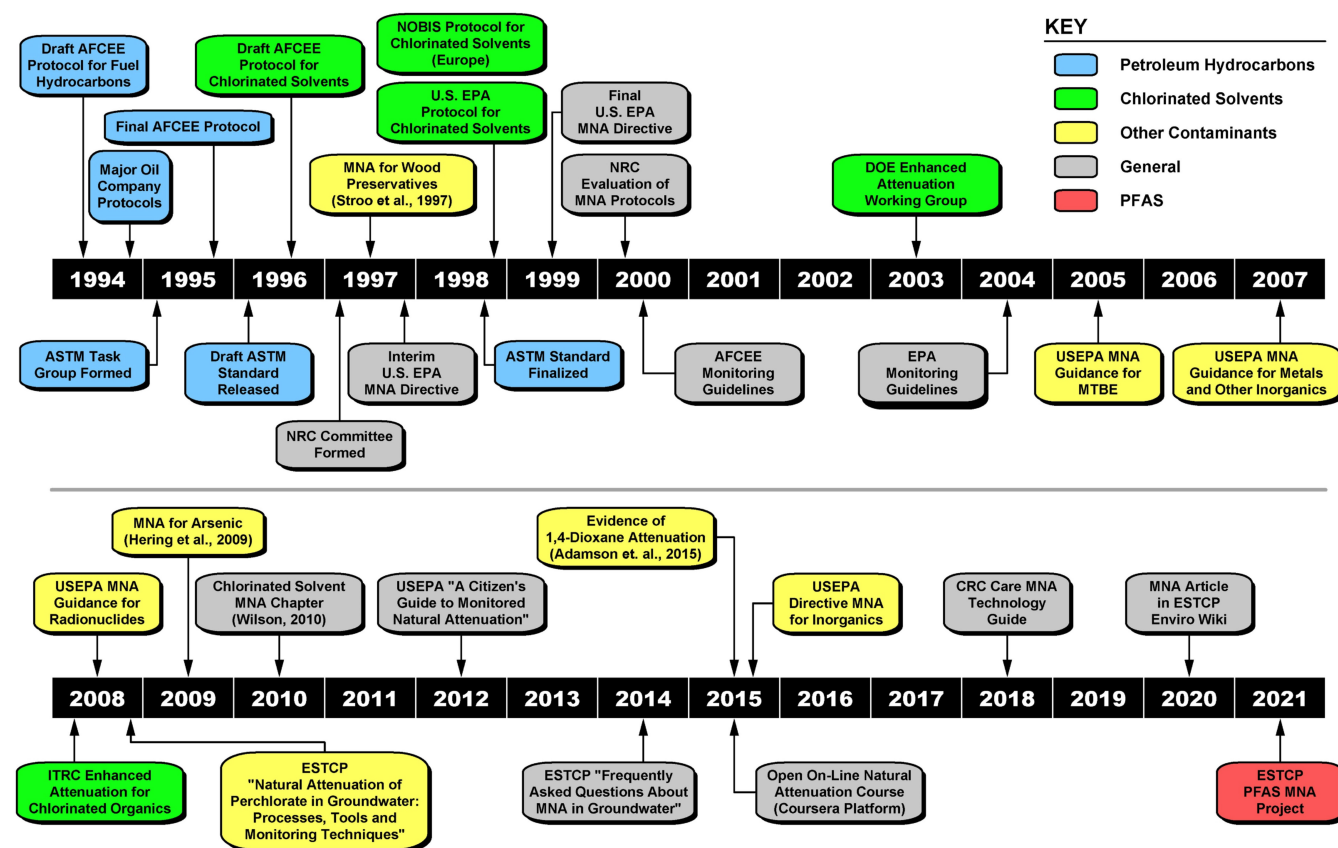 KEY
Petroleum Hydrocarbons
Chlorinated Solvents
Other Contaminants
General
PFAS
Draft AFCEE
Protocol for Fuel
Hydrocarbons
Major Oil
Company
Protocols
Final AFCEE Protocol
Draft AFCEE
Protocol for
Chlorinated Solvents
MNA for Wood
Preservatives
(Stroo et al., 1997)
NOBIS Protocol for
Chlorinated Solvents
(Europe)
U.S. EPA
Protocol for
Chlorinated Solvents
Final
U.S. EPA
MNA Directive
NRC
Evaluation of
MNA Protocols
DOE Enhanced
Attenuation
Working Group
1994 1995 1996 1997 1998 1999 2000 2001 2002 2003 2004 2005 2006 2007
ASTM Task
Group Formed
Draft ASTM
Standard
Released
NRC Committee
Formed
Interim
U.S. EPA
MNA Directive
ASTM Standard
Finalized
AFCEE
Monitoring
Guidelines
EPA
Monitoring
Guidelines
USEPA MNA
Guidance for
MTBE
USEPA MNA
Guidance for Metals
and Other Inorganics
USEPA MNA
Guidance for
Radionuclides
MNA for Arsenic
(Hering et al., 2009)
Chlorinated Solvent
MNA Chapter
(Wilson, 2010)
USEPA "A Citizen's
Guide to Monitored
Natural Attenuation"
Evidence of
1,4-Dioxane Attenuation
(Adamson et. al., 2015)
USEPA
Directive MNA
for Inorganics
CRC Care MNA
Technology
Guide
MNA Article
in ESTCP
Enviro Wiki
2008 2009 2010 2011 2012 2013 2014 2015 2016 2017 2018 2019 2020 2021
ITRC Enhanced
Attenuation for
Chlorinated Organics
ESTCP
"Natural Attenuation of
Perchlorate in Groundwater:
Processes, Tools and
Monitoring Techniques"
ESTCP "Frequently
Asked Questions About
MNA in Groundwater"
Open On-Line Natural
Attenuation Course
(Coursera Platform)
ESTCP
PFAS MNA
Project